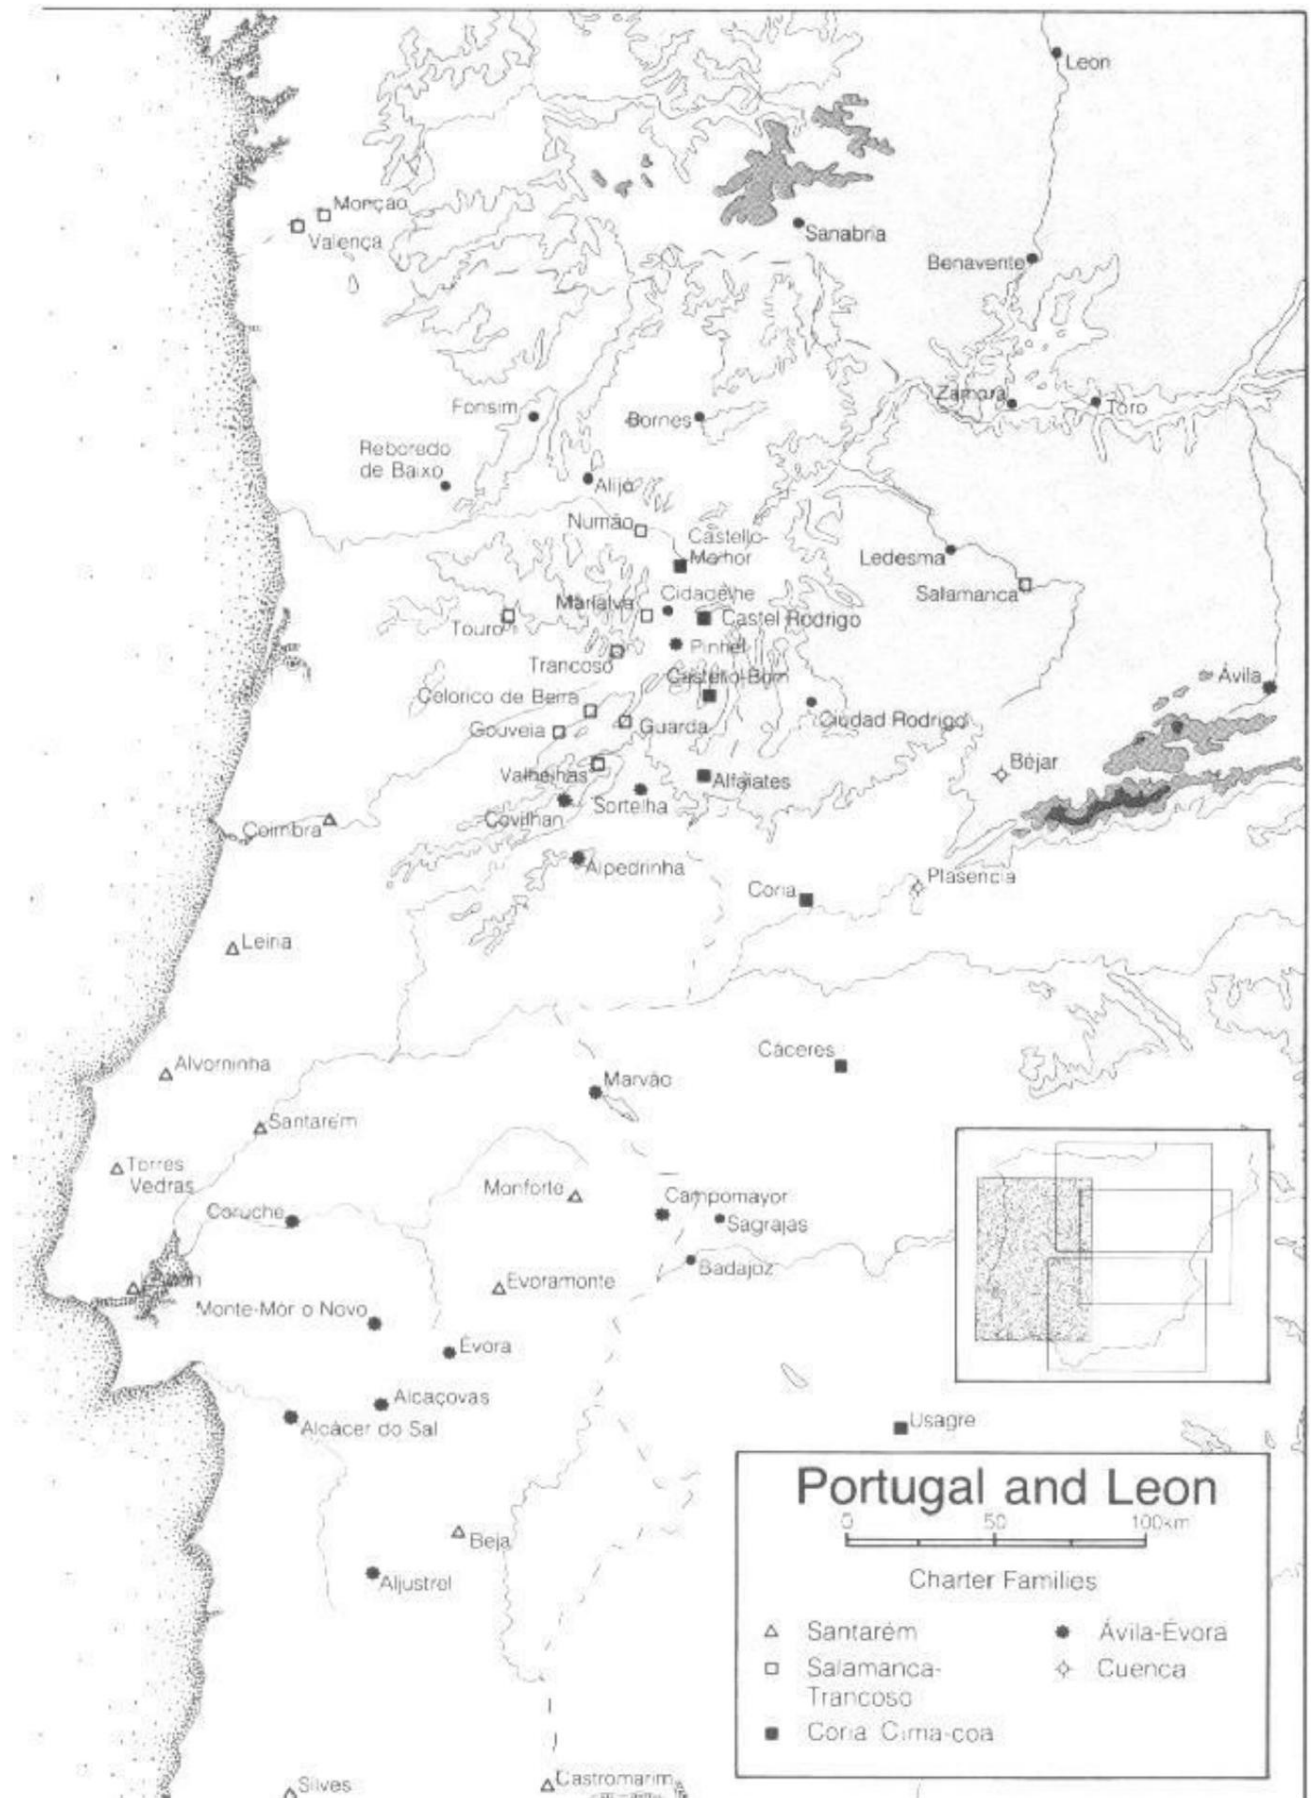 Leon
Morção
Valença
Sanabria
Benavente
Zamora
Toro
Fonsim
Bornes
Reboredo
de Baixo
Alijó
Numão
Castello-
Merhor
Ledesma
Salamanca
Cidadelhe
Marialva
Castel Rodrigo
Touro
Pinhel
Trancoso
Castello-Bom
Ávila
Celorico de Berra
Ciudad Rodrigo
Gouveia
Guarda
Béjar
Valhelhas
Alfaiates
Sortelha
Covilhan
Coimbra
Alpedrinha
Plasencia
Coria
Leiria
Cáceres
Alvorninha
Marvão
Santarém
Torres
Vedras
Monforte
Campomayor
Coruche
Sagrajas
Badajoz
Evoramonte
Monte-Mór o Novo
Évora
Alcaçovas
Alcácer do Sal
Usagre
Beja
Aljustrel
Silves
Castromarim
Portugal and Leon
0 50 100km
Charter Families
Santarém
Salamanca-
Trancoso
Coria Cima-coa
Ávila-Évora
Cuenca